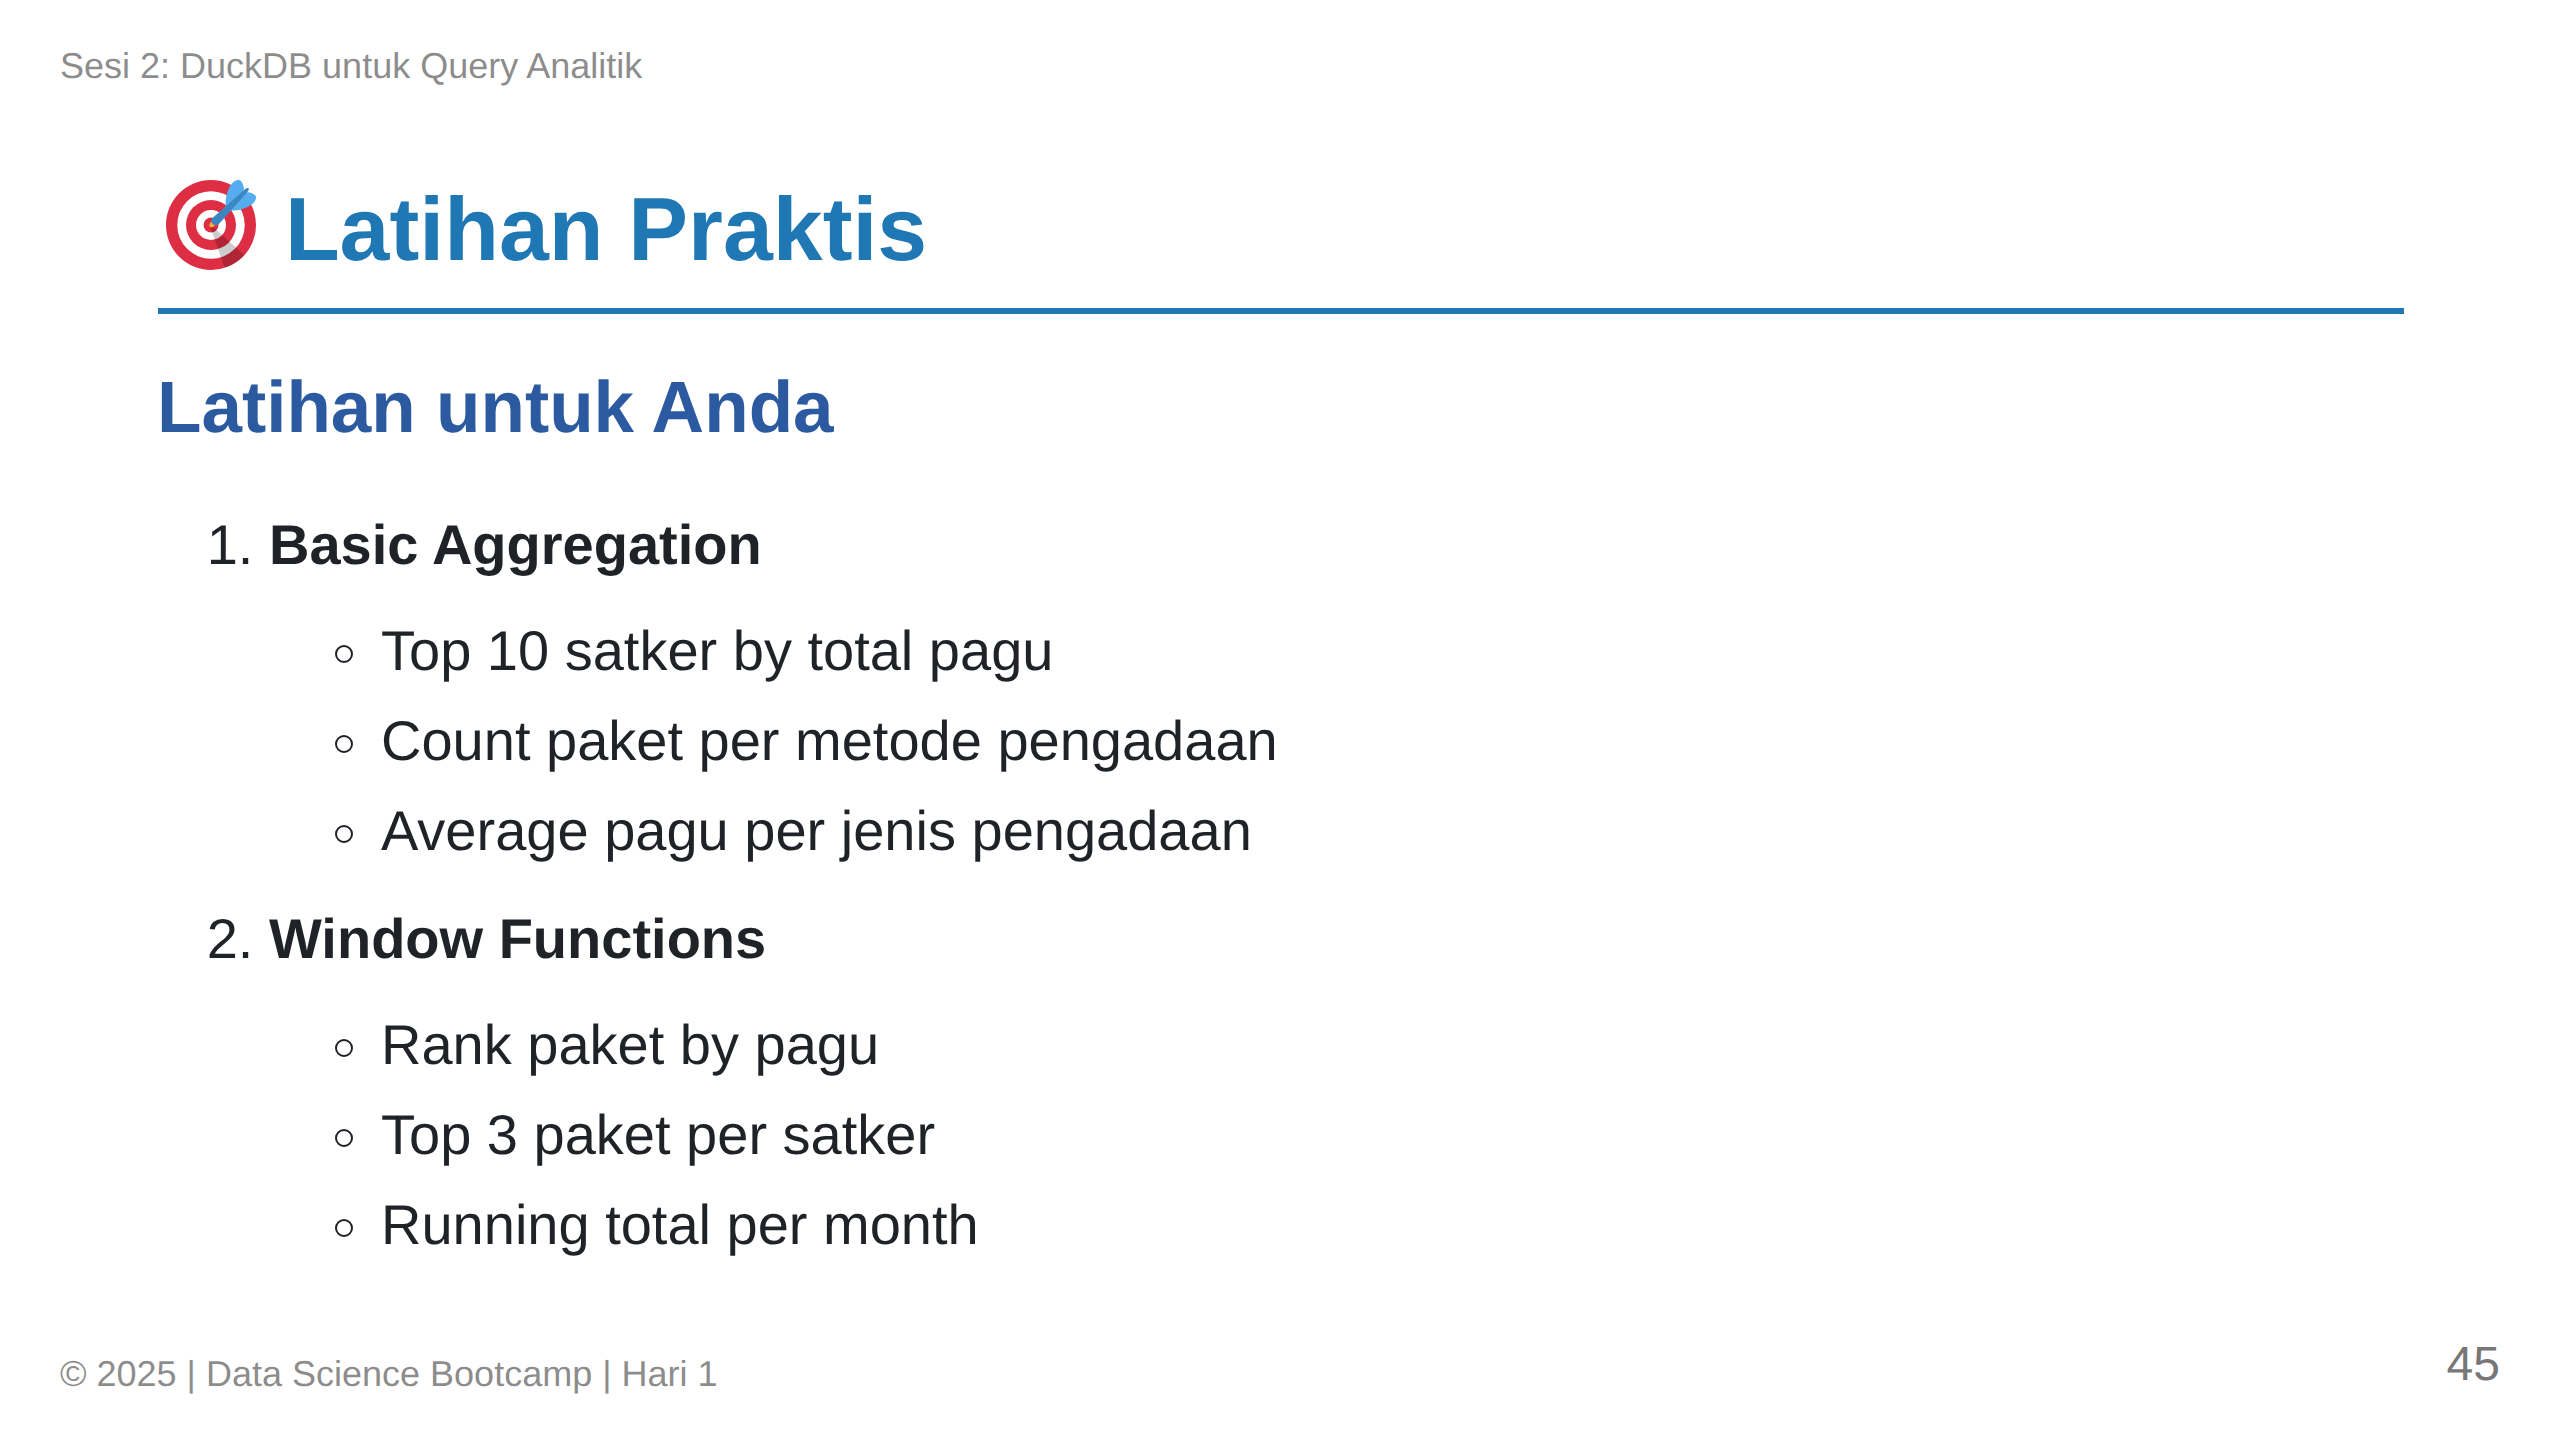 Sesi 2: DuckDB untuk Query Analitik
Latihan Praktis
Latihan untuk Anda
1. Basic Aggregation
Top 10 satker by total pagu
Count paket per metode pengadaan
Average pagu per jenis pengadaan
2. Window Functions
Rank paket by pagu
Top 3 paket per satker
Running total per month
© 2025 | Data Science Bootcamp | Hari 1
45